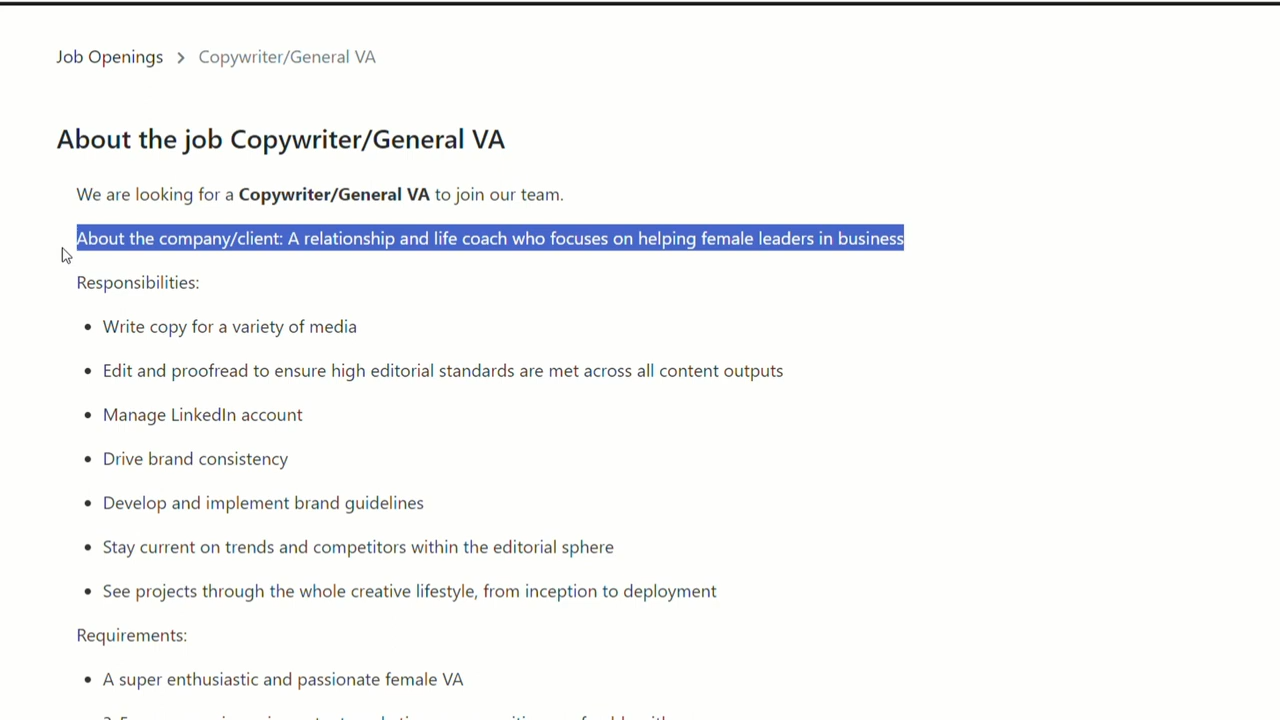 Job Openings > Copywriter/General VA
About the job Copywriter/General VA
We are looking for a Copywriter/General VA to join our team.
About the company/client: A relationship and life coach who focuses on helping female leaders in business
Responsibilities:
• Write copy for a variety of media
• Edit and proofread to ensure high editorial standards are met across all content outputs
• Manage LinkedIn account
• Drive brand consistency
• Develop and implement brand guidelines
• Stay current on trends and competitors within the editorial sphere
• See projects through the whole creative lifestyle, from inception to deployment
Requirements:
• A super enthusiastic and passionate female VA